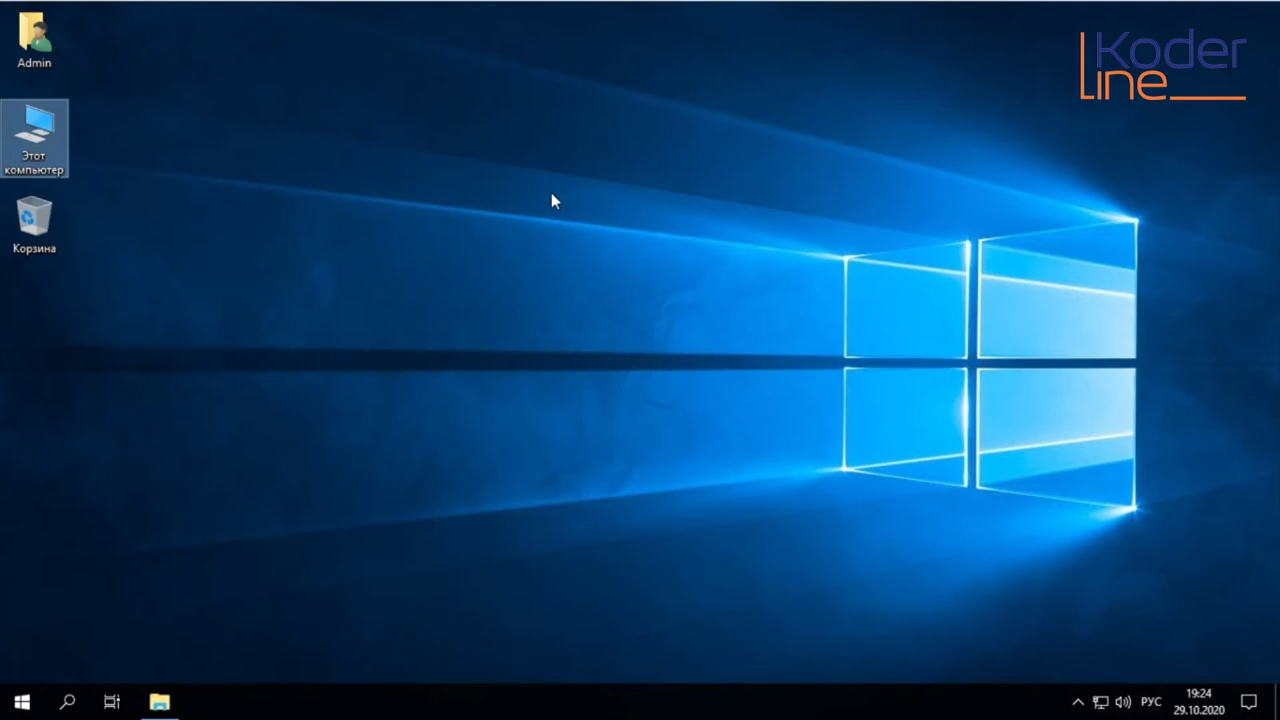 Admin
Этот
компьютер
Корзина
Koder
Line
РУС
19:24
29.10.2020